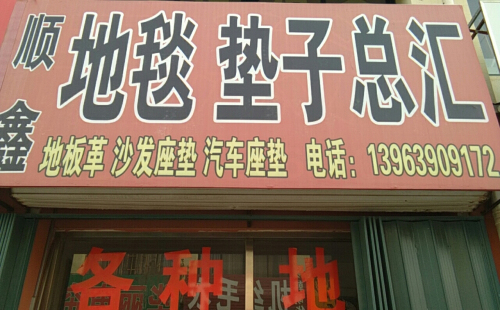 顺鑫
地毯 垫子总汇
地板革 沙发座垫 汽车座垫 电话：13963909172
各种地